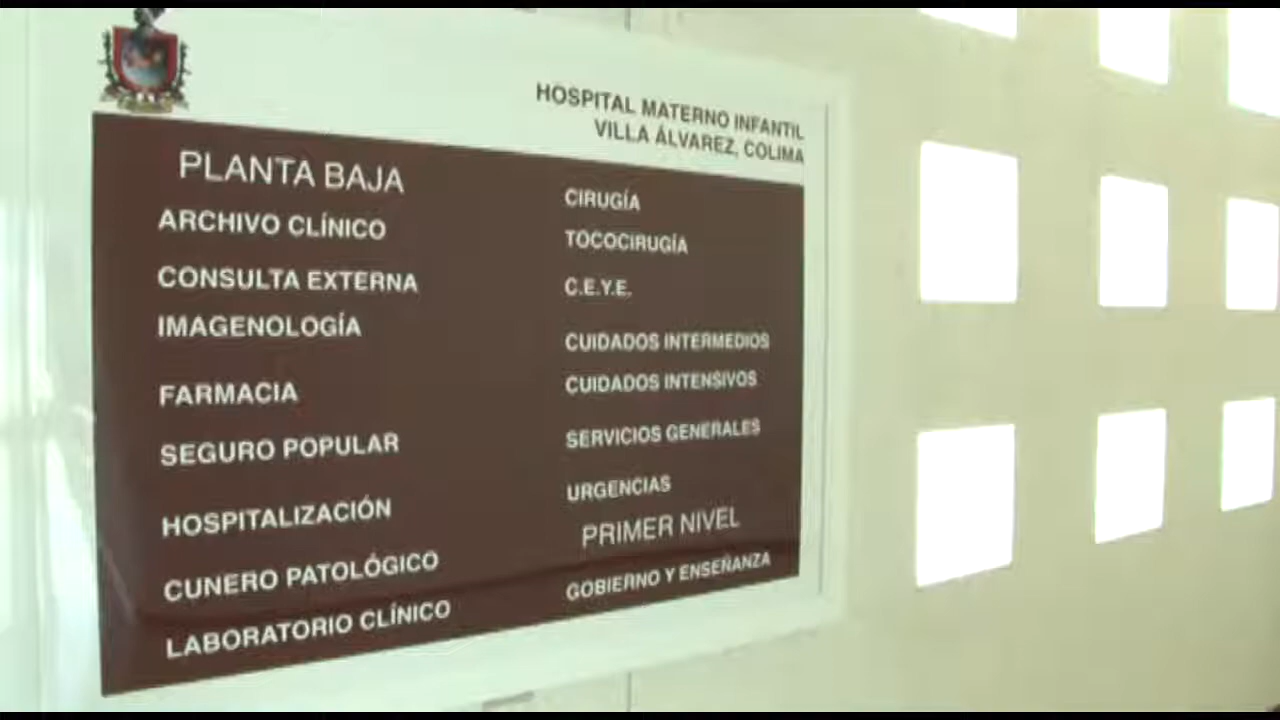 HOSPITAL MATERNO INFANTIL
VILLA ÁLVAREZ, COLIMA
PLANTA BAJA
ARCHIVO CLÍNICO
CONSULTA EXTERNA
IMAGENOLOGÍA
FARMACIA
SEGURO POPULAR
HOSPITALIZACIÓN
CUNERO PATOLÓGICO
LABORATORIO CLÍNICO
CIRUGÍA
TOCOCIRUGÍA
C.E.Y.E.
CUIDADOS INTERMEDIOS
CUIDADOS INTENSIVOS
SERVICIOS GENERALES
URGENCIAS
PRIMER NIVEL
GOBIERNO Y ENSEÑANZA